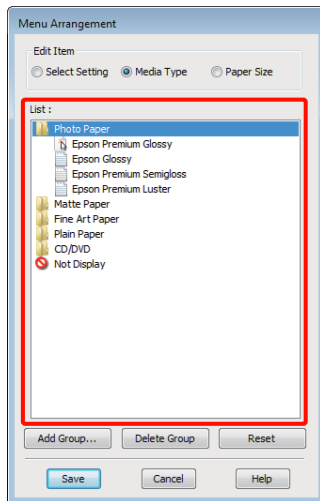 Menu Arrangement
Edit Item
Select Setting Media Type Paper Size
List :
Photo Paper
Epson Premium Glossy
Epson Glossy
Epson Premium Semigloss
Epson Premium Luster
Matte Paper
Fine Art Paper
Plain Paper
CD/DVD
Not Display
Add Group... Delete Group Reset
Save Cancel Help